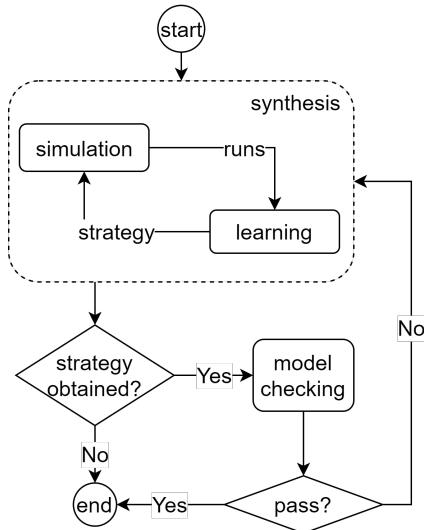 start
synthesis
simulation
runs
strategy
learning
No
strategy
obtained?
Yes
model
checking
No
end
Yes
pass?